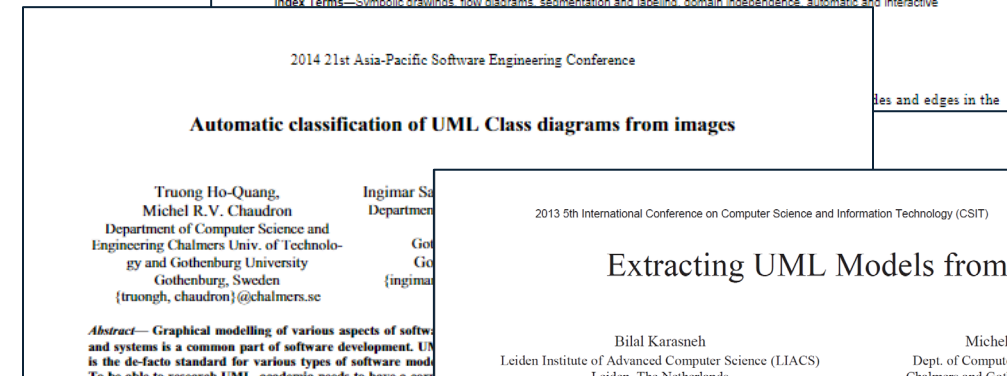 Index Terms—Symbolic drawings, flow diagrams, segmentation and labeling, domain independence, automatic and interactive
des and edges in the
2014 21st Asia-Pacific Software Engineering Conference
Automatic classification of UML Class diagrams from images
Truong Ho-Quang,
Michel R.V. Chaudron
Department of Computer Science and
Engineering Chalmers Univ. of Technolo-
gy and Gothenburg University
Gothenburg, Sweden
{truongh, chaudron}@chalmers.se
Ingimar Sa
Departmen
Got
Go
{ingimar
Abstract— Graphical modelling of various aspects of softw
and systems is a common part of software development. UM
is the de-facto standard for various types of software mode
2013 5th International Conference on Computer Science and Information Technology (CSIT)
Extracting UML Models from
Bilal Karasneh
Leiden Institute of Advanced Computer Science (LIACS)
Leiden, The Netherlands
Michel
Dept. of Comput